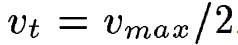 v_t = v_{max}/2.